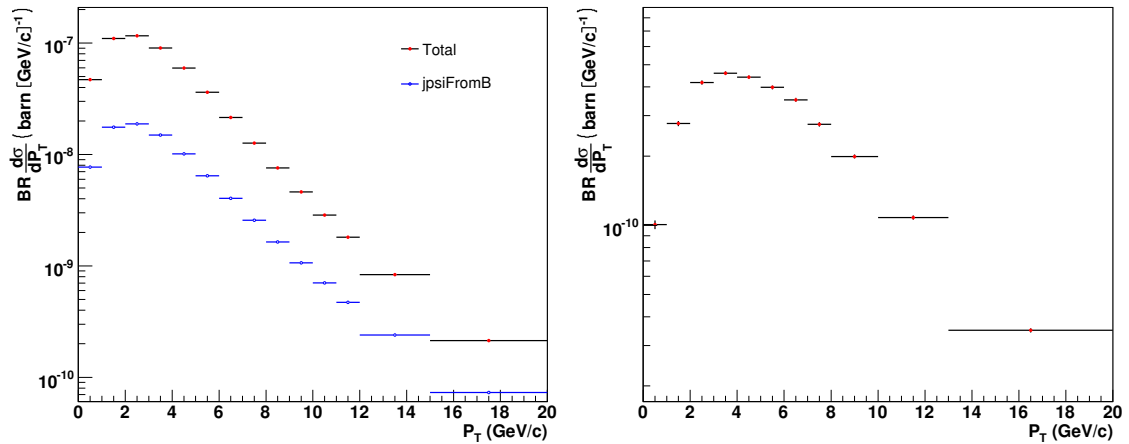 BR dσ/dP_T ( barn [GeV/c]⁻¹ )
10⁻⁷
10⁻⁸
10⁻⁹
10⁻¹⁰
Total
jpsiFromB
0 2 4 6 8 10 12 14 16 18 20
P_T (GeV/c)
BR dσ/dP_T ( barn [GeV/c]⁻¹ )
10⁻¹⁰
0 2 4 6 8 10 12 14 16 18 20
P_T (GeV/c)